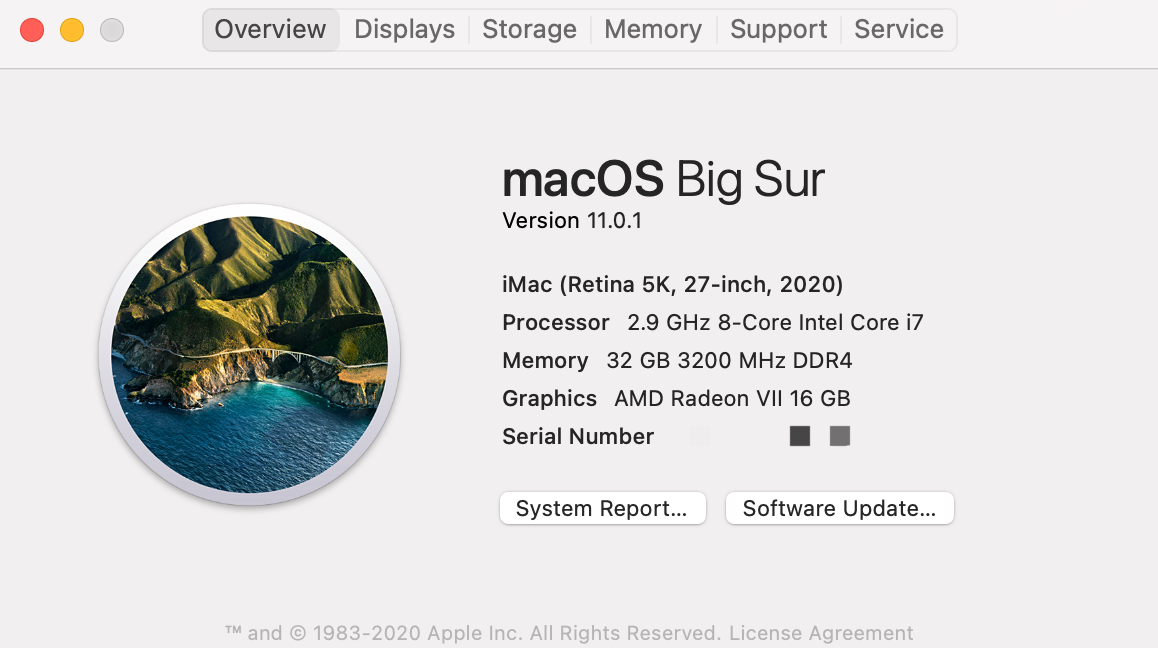 Overview Displays Storage Memory Support Service
macOS Big Sur
Version 11.0.1
iMac (Retina 5K, 27-inch, 2020)
Processor 2.9 GHz 8-Core Intel Core i7
Memory 32 GB 3200 MHz DDR4
Graphics AMD Radeon VII 16 GB
Serial Number
System Report... Software Update...
™ and © 1983-2020 Apple Inc. All Rights Reserved. License Agreement